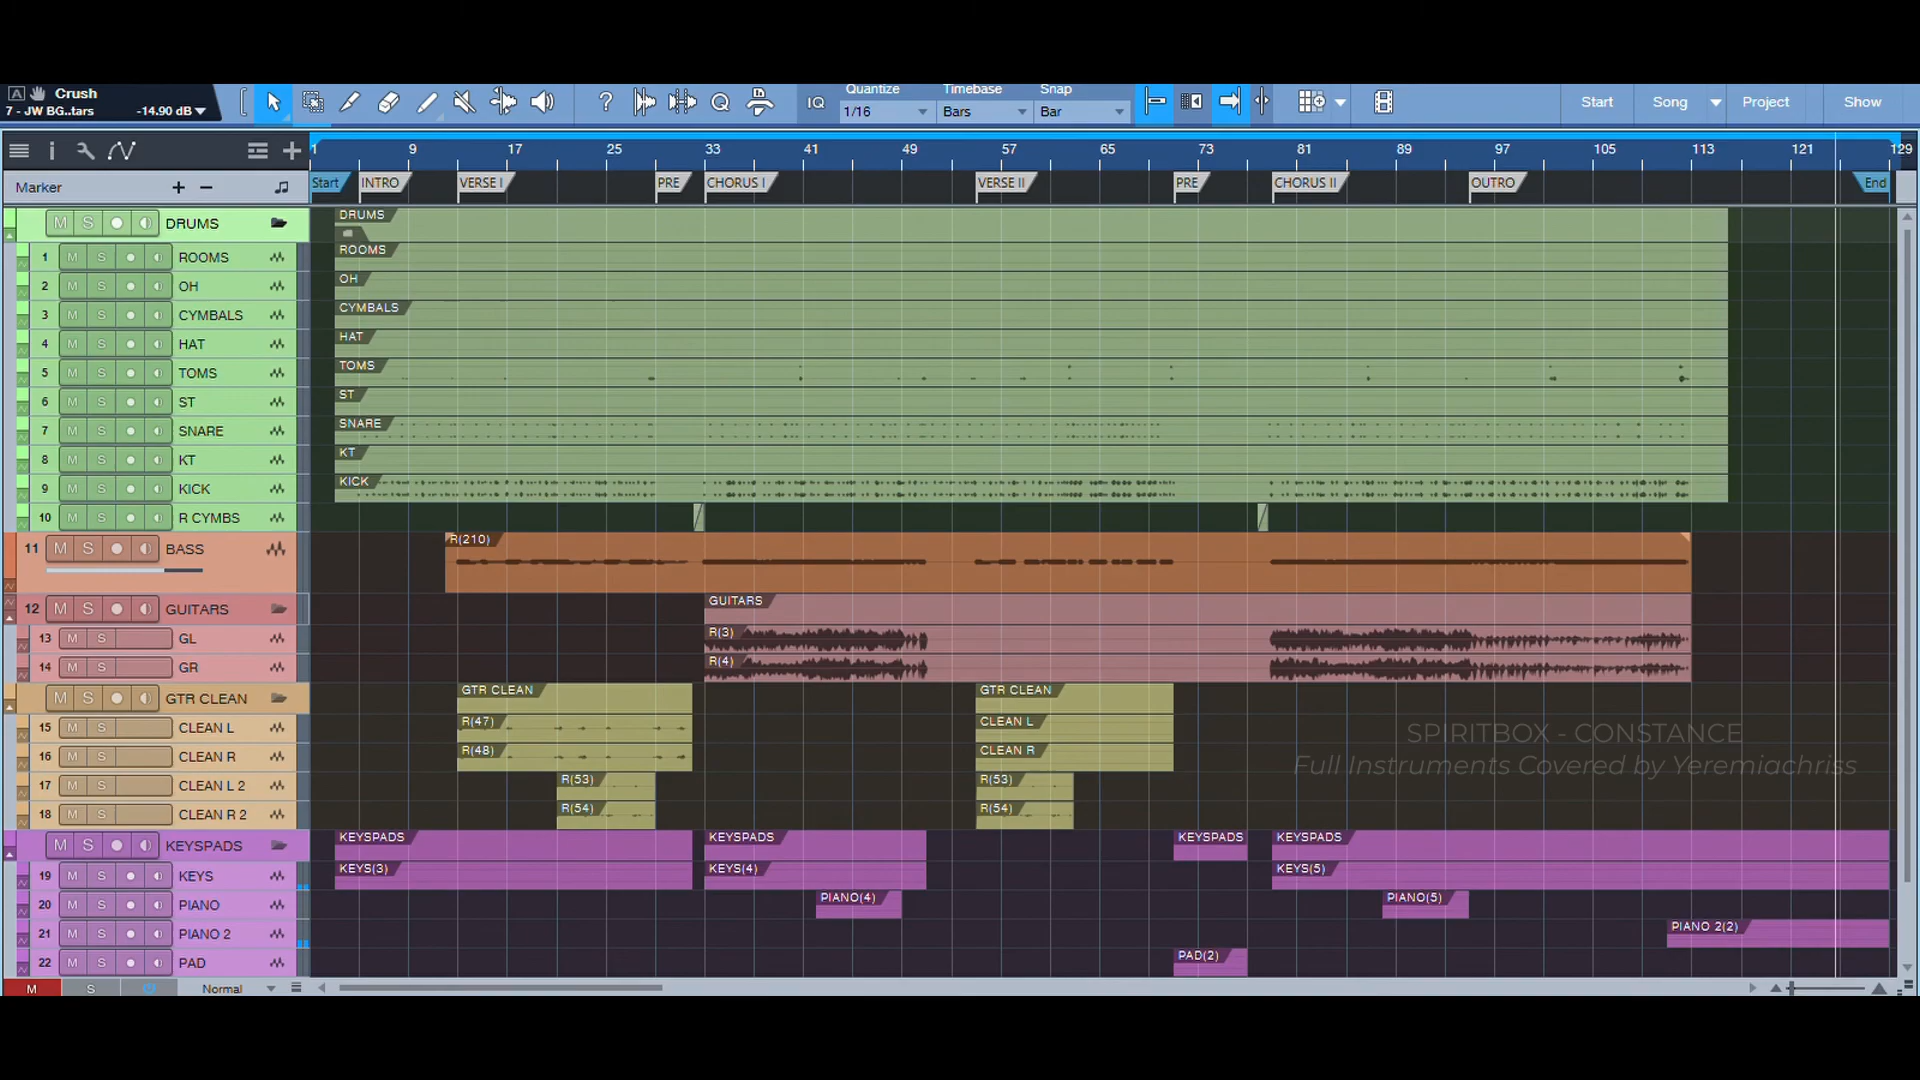 A Crush
7 - JW BG..tars -14.90 dB
IQ
Quantize Timebase Snap
1/16 Bars Bar
Start Song Project Show
1 9 17 25 33 41 49 57 65 73 81 89 97 105 113 121 129
Marker
Start INTRO VERSE I PRE CHORUS I VERSE II PRE CHORUS II OUTRO End
M S DRUMS DRUMS
1 M S ROOMS ROOMS
2 M S OH OH
3 M S CYMBALS CYMBALS
4 M S HAT HAT
5 M S TOMS TOMS
6 M S ST ST
7 M S SNARE SNARE
8 M S KT KT
9 M S KICK KICK
10 M S R CYMBS
11 M S BASS R(210)
12 M S GUITARS GUITARS
13 M S GL R(3)
14 M S GR R(4)
M S GTR CLEAN GTR CLEAN GTR CLEAN
15 M S CLEAN L R(47) CLEAN L
16 M S CLEAN R R(48) CLEAN R
17 M S CLEAN L 2 R(53) R(53)
18 M S CLEAN R 2 R(54) R(54)
SPIRITBOX - CONSTANCE
Full Instruments Covered by Yeremiachriss
M S KEYSPADS KEYSPADS KEYSPADS KEYSPADS KEYSPADS
19 M S KEYS KEYS(3) KEYS(4) KEYS(5)
20 M S PIANO PIANO(4) PIANO(5)
21 M S PIANO 2 PIANO 2(2)
22 M S PAD PAD(2)
M S Normal